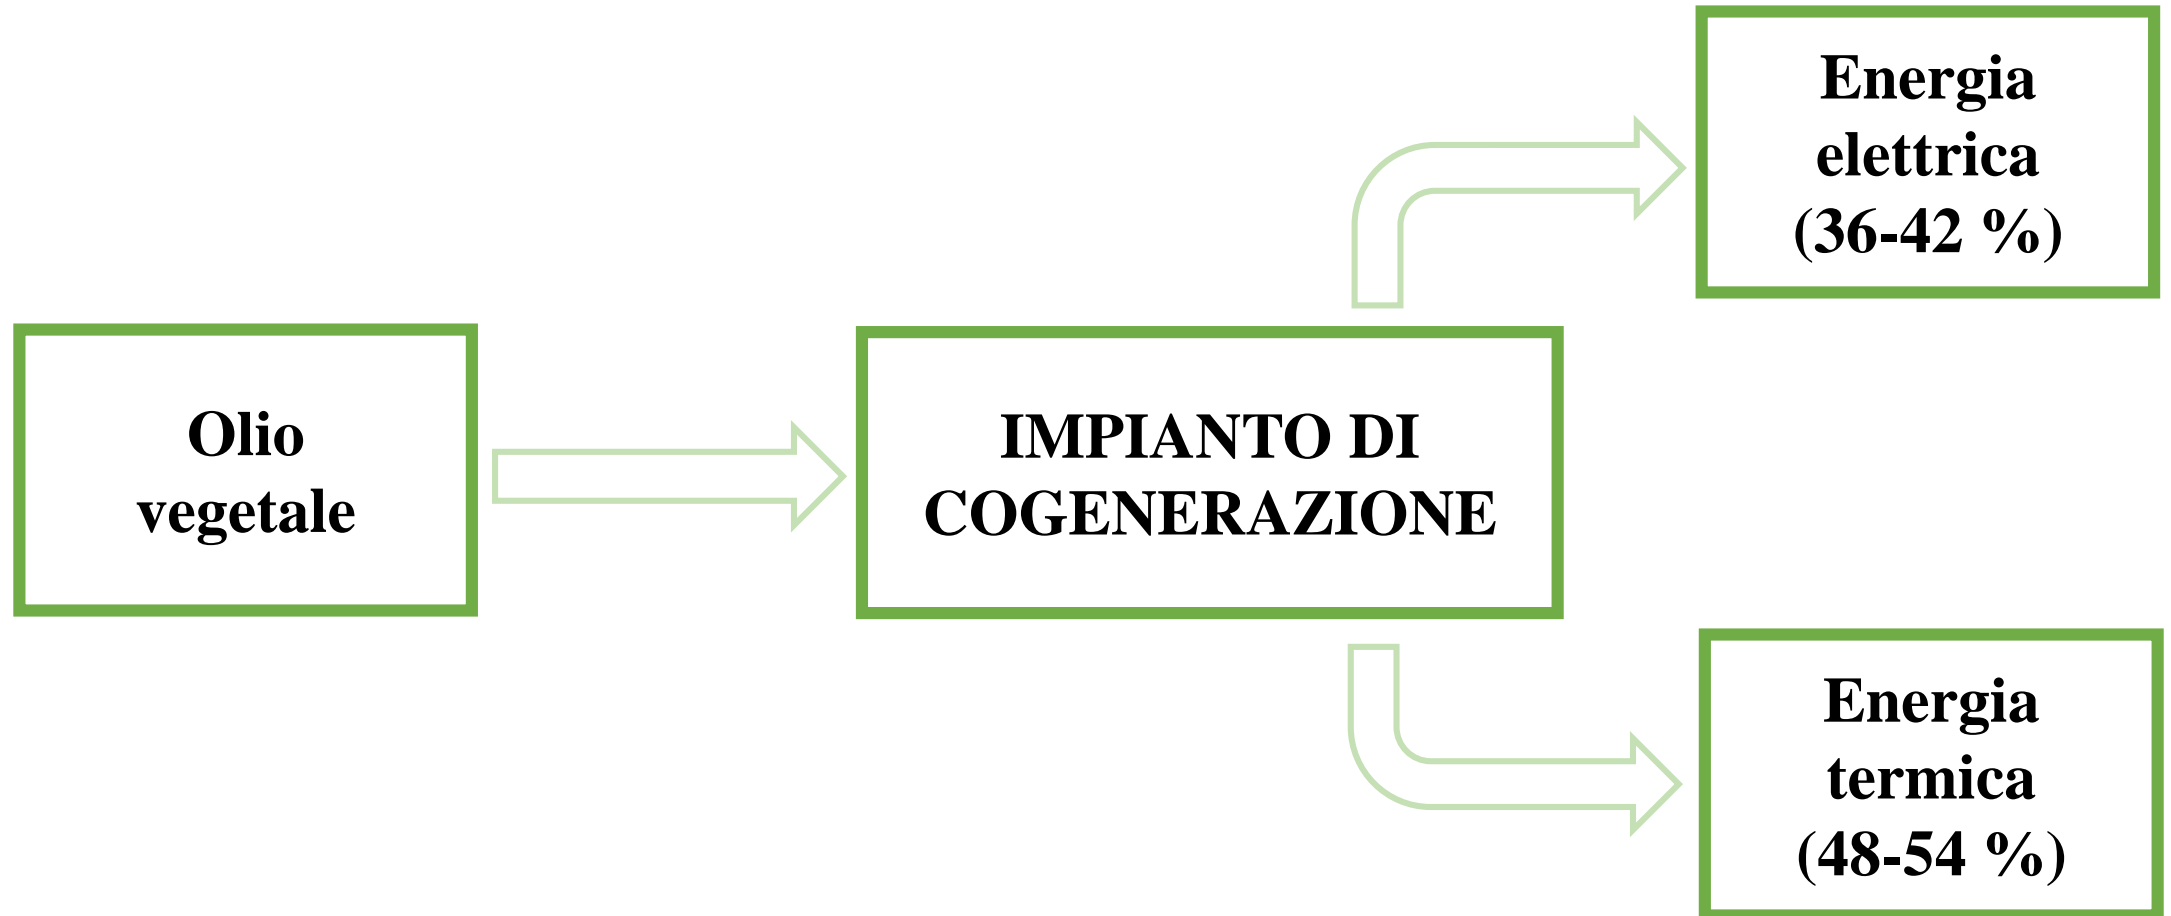 Olio
vegetale
IMPIANTO DI
COGENERAZIONE
Energia
elettrica
(36-42 %)
Energia
termica
(48-54 %)